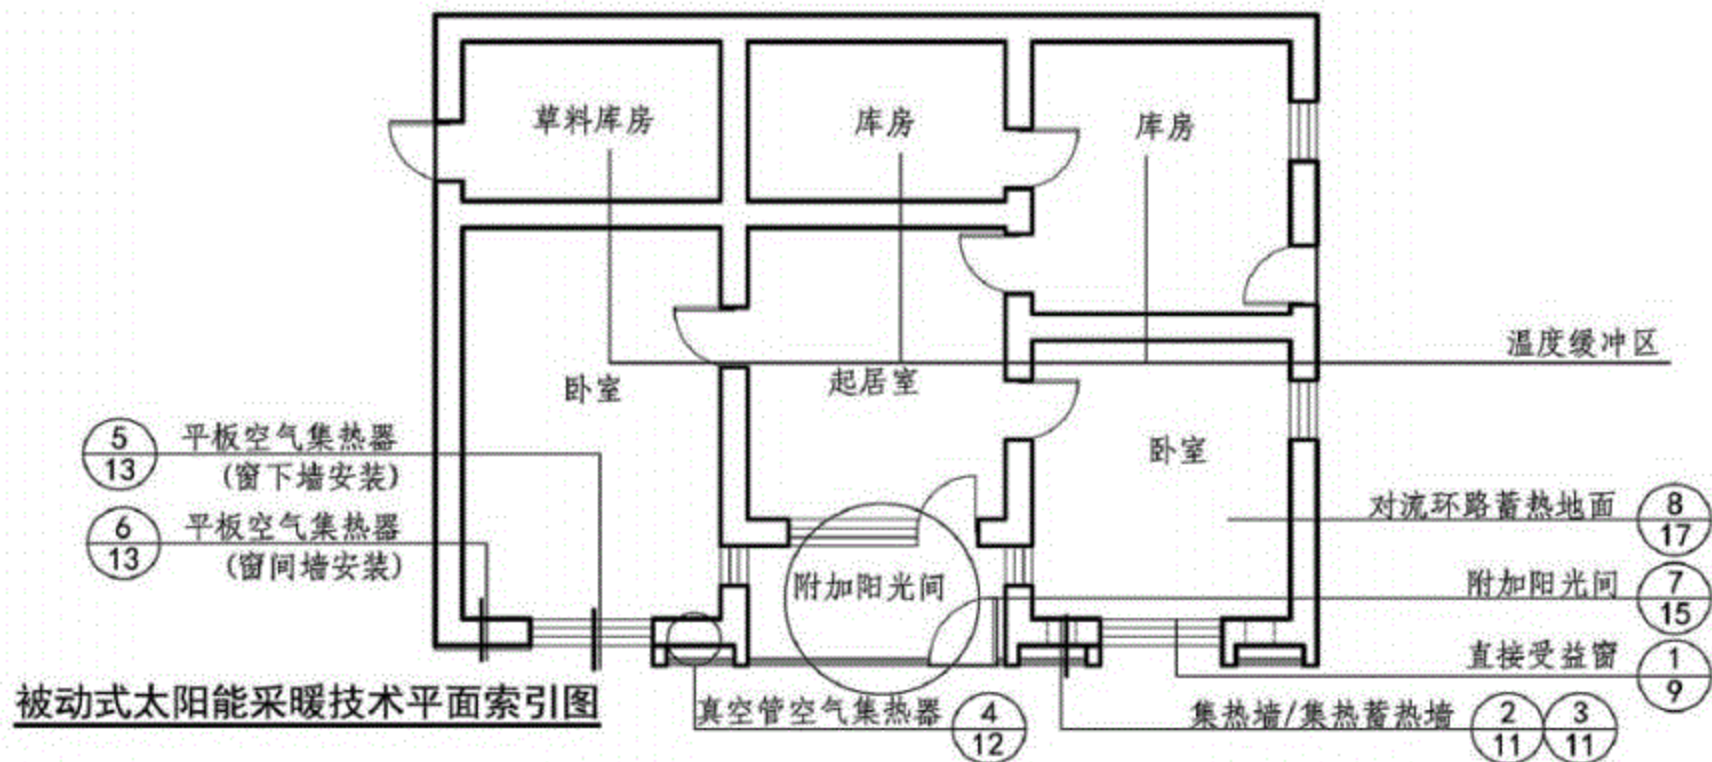 草料库房
库房
库房
温度缓冲区
卧室
起居室
卧室
5
13
平板空气集热器
(窗下墙安装)
6
13
平板空气集热器
(窗间墙安装)
对流环路蓄热地面
8
17
附加阳光间
附加阳光间
7
15
直接受益窗
1
9
被动式太阳能采暖技术平面索引图
真空管空气集热器
4
12
集热墙/集热蓄热墙
2
11
3
11